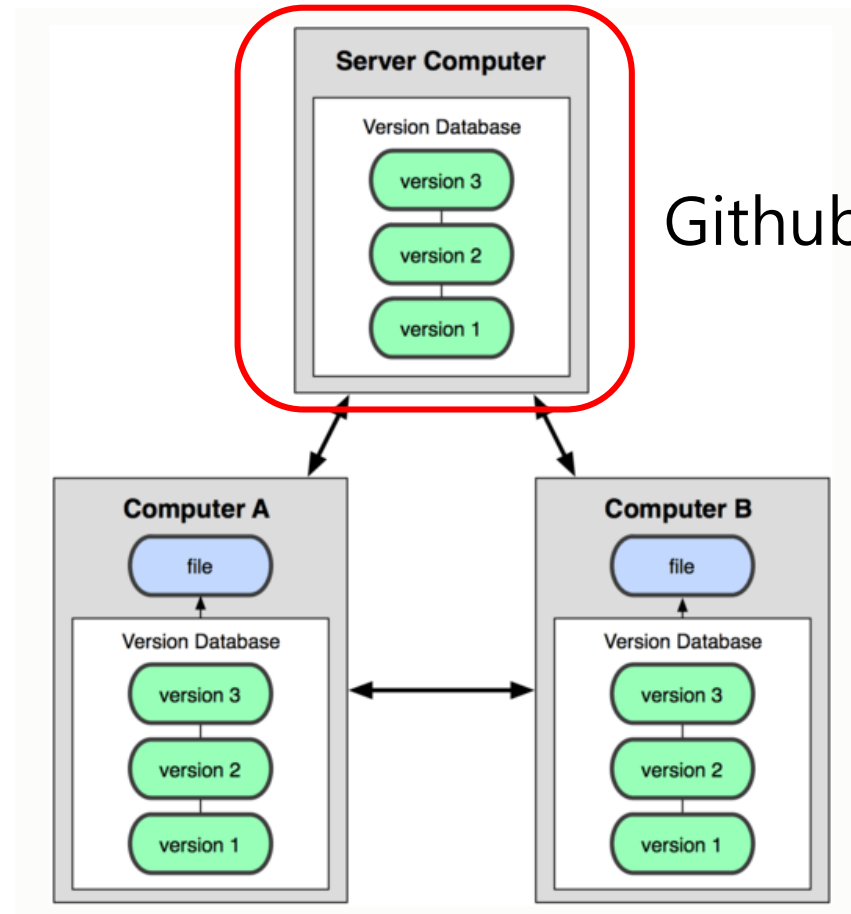 Server Computer
Version Database
version 3
Github
version 2
version 1
Computer A
file
Version Database
version 3
version 2
version 1
Computer B
file
Version Database
version 3
version 2
version 1